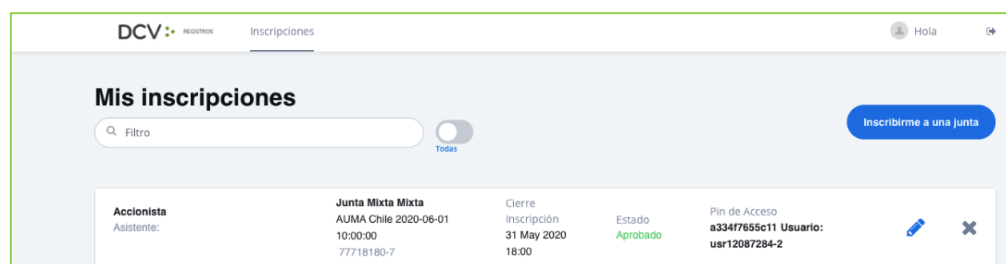 DCV REGISTROS Inscripciones Hola
Mis inscripciones
Filtro
Todas
Inscribirme a una junta
Accionista
Asistente:
Junta Mixta Mixta
AUMA Chile 2020-06-01
10:00:00
77718180-7
Cierre
Inscripción
31 May 2020
18:00
Estado
Aprobado
Pin de Acceso
a334f7655c11 Usuario:
usr12087284-2